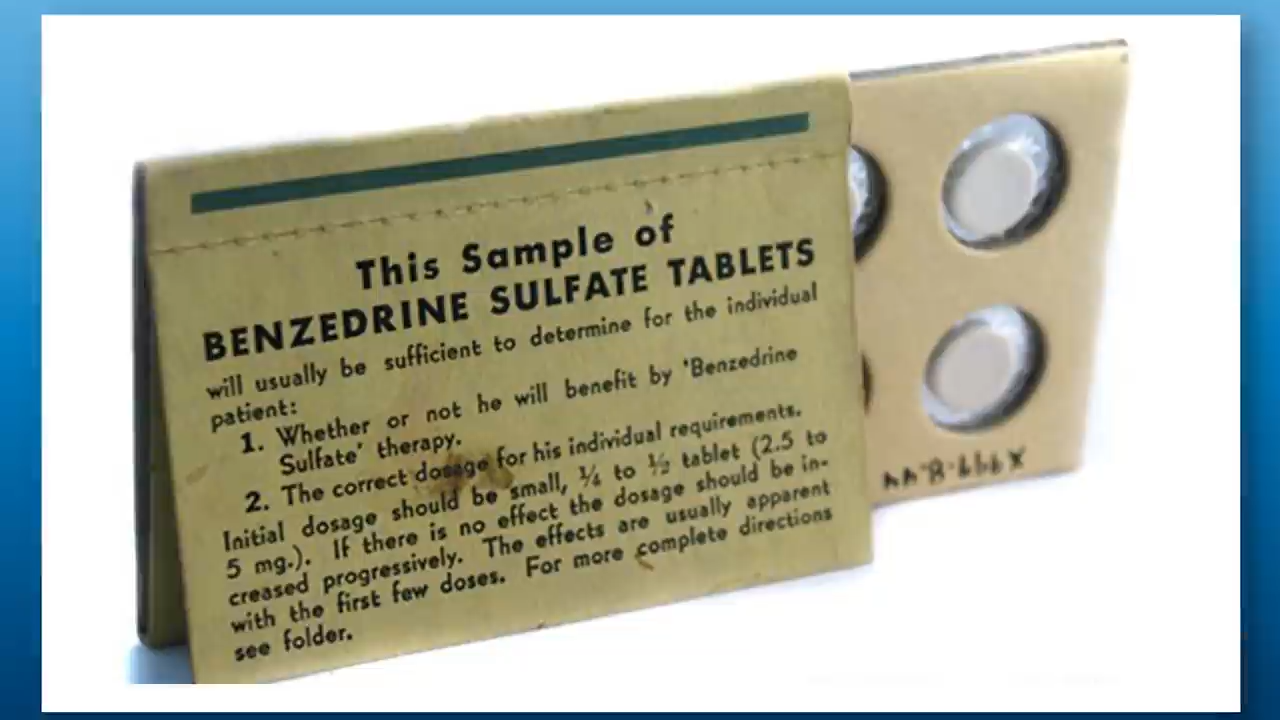 This Sample of
BENZEDRINE SULFATE TABLETS
will usually be sufficient to determine for the individual
patient:
1. Whether or not he will benefit by 'Benzedrine
Sulfate' therapy.
2. The correct dosage for his individual requirements.
Initial dosage should be small, ¼ to ½ tablet (2.5 to
5 mg.). If there is no effect the dosage should be in-
creased progressively. The effects are usually apparent
with the first few doses. For more complete directions
see folder.